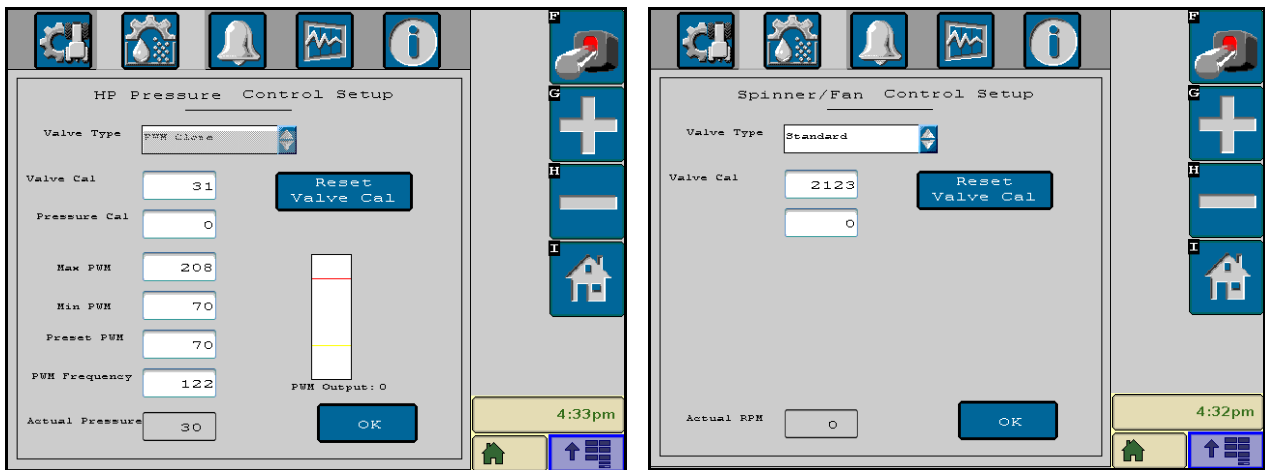 F
HP Pressure Control Setup
Valve Type
PWM Close
G
Valve Cal
31
Reset
Valve Cal
H
Pressure Cal
0
I
Max PWM
208
Min PWM
70
Preset PWM
70
PWM Frequency
122
PWM Output: 0
Actual Pressure
30
OK
4:33pm
F
Spinner/Fan Control Setup
Valve Type
Standard
G
Valve Cal
2123
Reset
Valve Cal
H
0
I
Actual RPM
0
OK
4:32pm